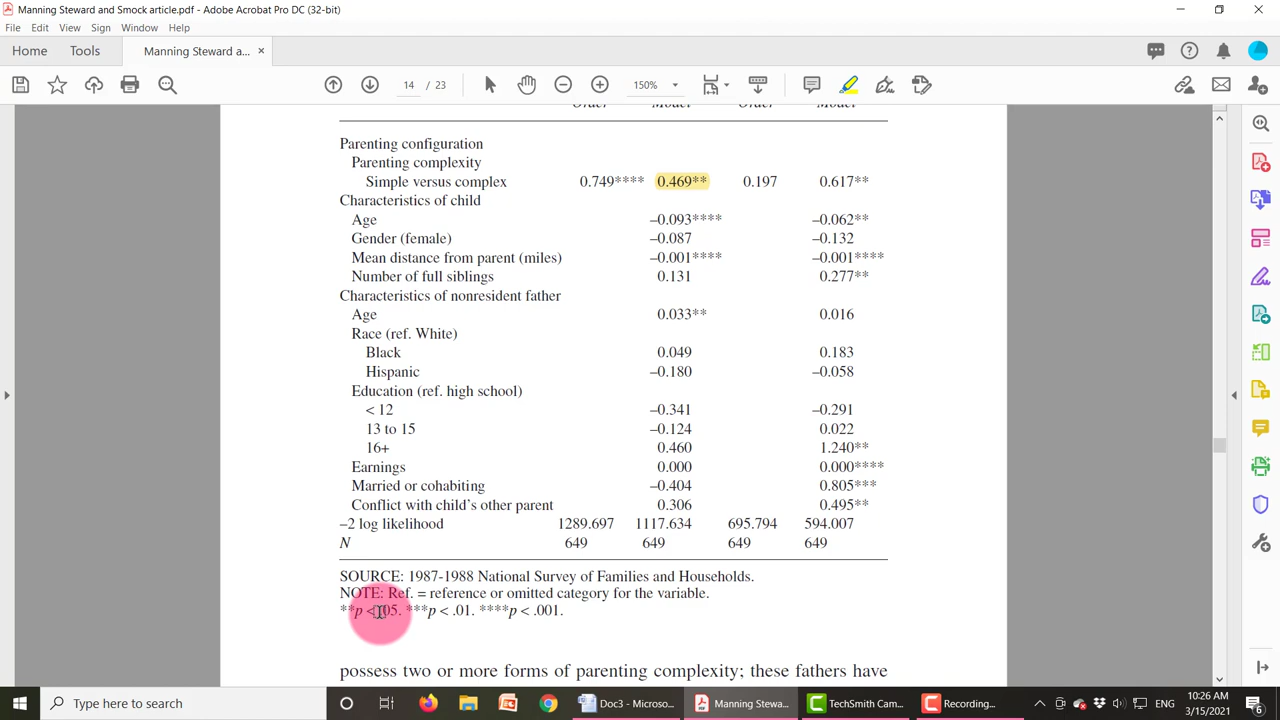 Manning Steward and Smock article.pdf - Adobe Acrobat Pro DC (32-bit)
File Edit View Sign Window Help
Home Tools Manning Steward a... ×
14 / 23 150%
Order Model Order Model
Parenting configuration
Parenting complexity
Simple versus complex 0.749**** 0.469** 0.197 0.617**
Characteristics of child
Age –0.093**** –0.062**
Gender (female) –0.087 –0.132
Mean distance from parent (miles) –0.001**** –0.001****
Number of full siblings 0.131 0.277**
Characteristics of nonresident father
Age 0.033** 0.016
Race (ref. White)
Black 0.049 0.183
Hispanic –0.180 –0.058
Education (ref. high school)
< 12 –0.341 –0.291
13 to 15 –0.124 0.022
16+ 0.460 1.240**
Earnings 0.000 0.000****
Married or cohabiting –0.404 0.805***
Conflict with child’s other parent 0.306 0.495**
–2 log likelihood 1289.697 1117.634 695.794 594.007
N 649 649 649 649
SOURCE: 1987-1988 National Survey of Families and Households.
NOTE: Ref. = reference or omitted category for the variable.
**p < .05. ***p < .01. ****p < .001.
possess two or more forms of parenting complexity; these fathers have
Type here to search Doc3 - Microso... Manning Stewar... TechSmith Cam... Recording... ENG 10:26 AM
3/15/2021